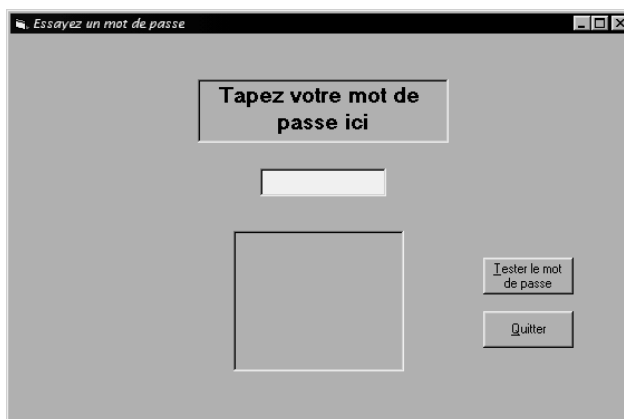 Essayez un mot de passe
Tapez votre mot de
passe ici
Tester le mot
de passe
Quitter